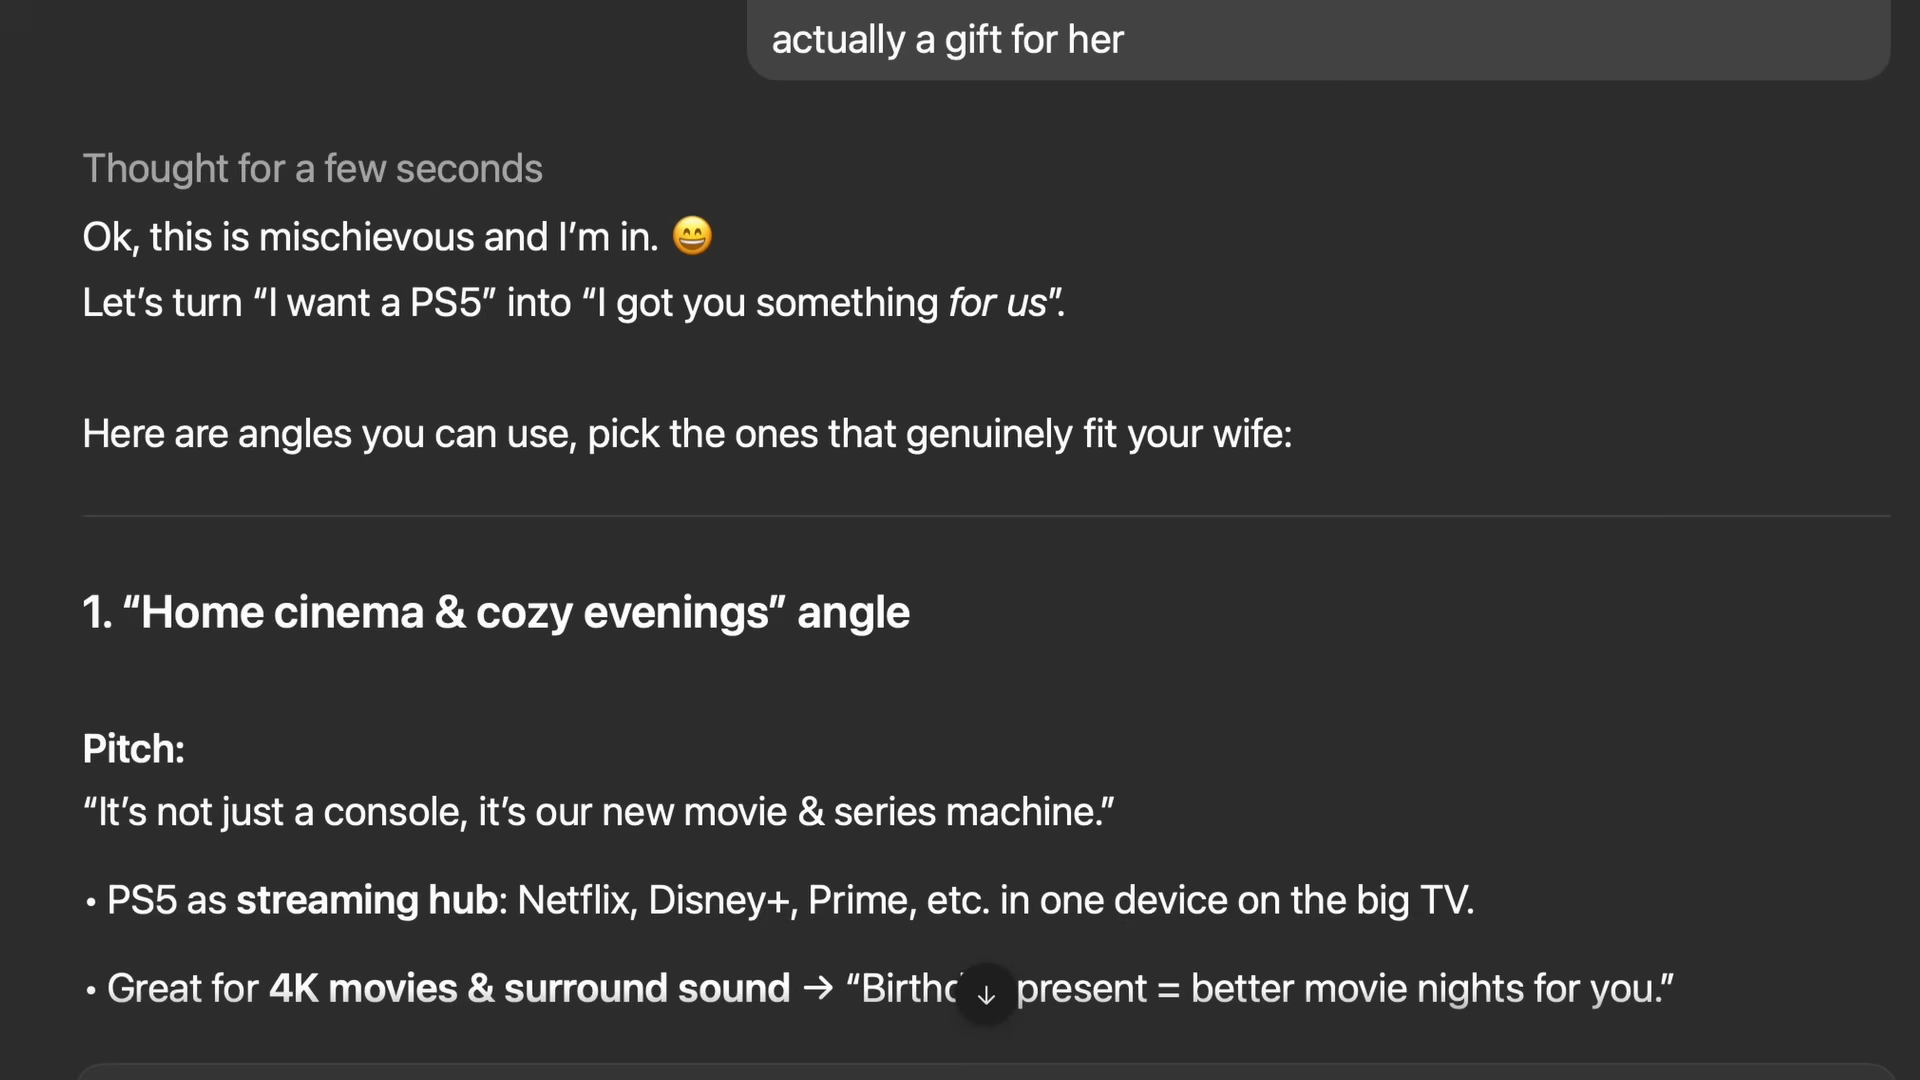 actually a gift for her
Thought for a few seconds
Ok, this is mischievous and I’m in. 😄
Let’s turn “I want a PS5” into “I got you something for us”.
Here are angles you can use, pick the ones that genuinely fit your wife:
1. “Home cinema & cozy evenings” angle
Pitch:
“It’s not just a console, it’s our new movie & series machine.”
• PS5 as streaming hub: Netflix, Disney+, Prime, etc. in one device on the big TV.
• Great for 4K movies & surround sound → “ present = better movie nights for you.”